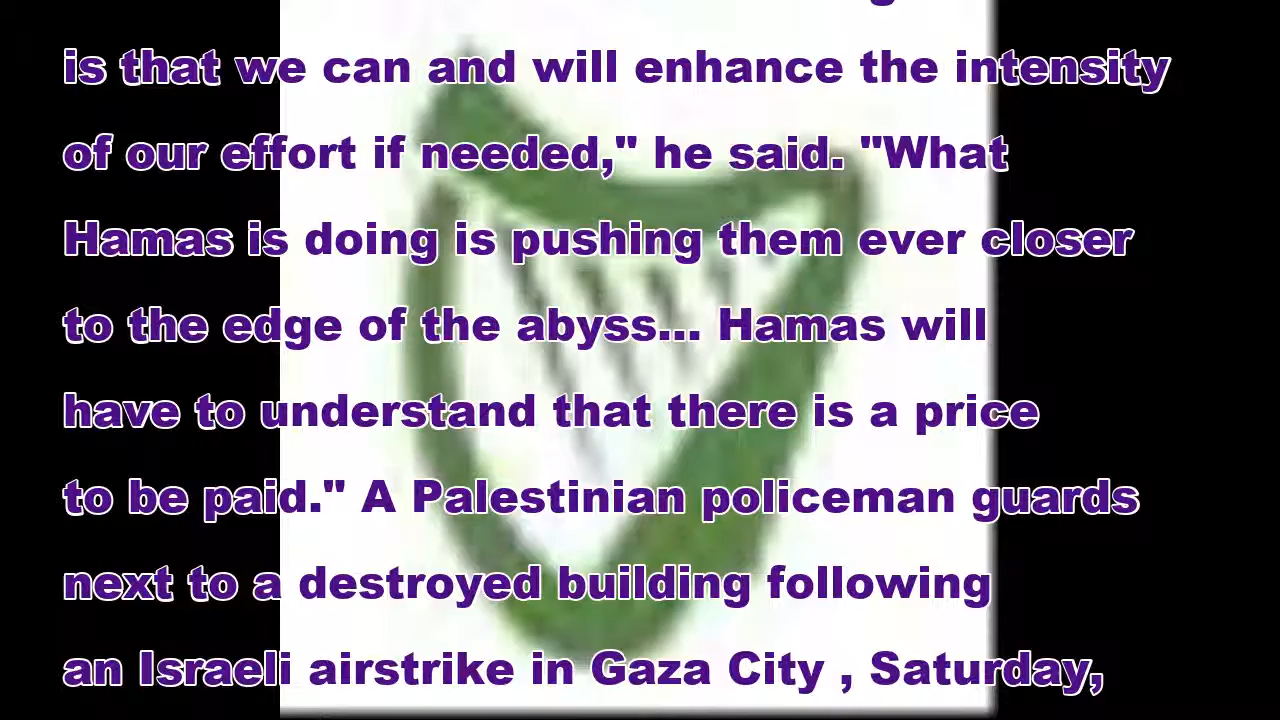 is that we can and will enhance the intensity
of our effort if needed," he said. "What
Hamas is doing is pushing them ever closer
to the edge of the abyss... Hamas will
have to understand that there is a price
to be paid." A Palestinian policeman guards
next to a destroyed building following
an Israeli airstrike in Gaza City , Saturday,